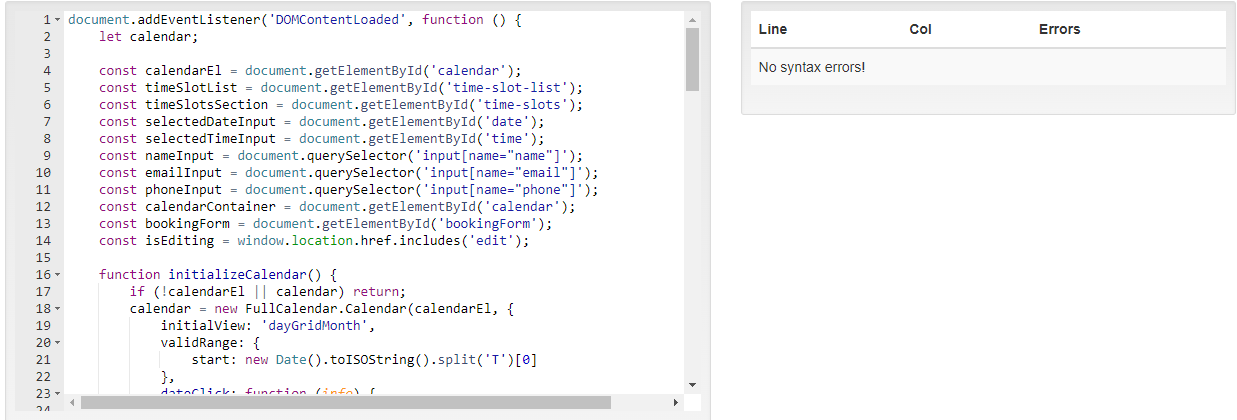 1 document.addEventListener('DOMContentLoaded', function () {
2 let calendar;
3
4 const calendarEl = document.getElementById('calendar');
5 const timeSlotList = document.getElementById('time-slot-list');
6 const timeSlotsSection = document.getElementById('time-slots');
7 const selectedDateInput = document.getElementById('date');
8 const selectedTimeInput = document.getElementById('time');
9 const nameInput = document.querySelector('input[name="name"]');
10 const emailInput = document.querySelector('input[name="email"]');
11 const phoneInput = document.querySelector('input[name="phone"]');
12 const calendarContainer = document.getElementById('calendar');
13 const bookingForm = document.getElementById('bookingForm');
14 const isEditing = window.location.href.includes('edit');
15
16 function initializeCalendar() {
17 if (!calendarEl || calendar) return;
18 calendar = new FullCalendar.Calendar(calendarEl, {
19 initialView: 'dayGridMonth',
20 validRange: {
21 start: new Date().toISOString().split('T')[0]
22 },
23 dateClick: function (info) {
24
Line Col Errors
No syntax errors!